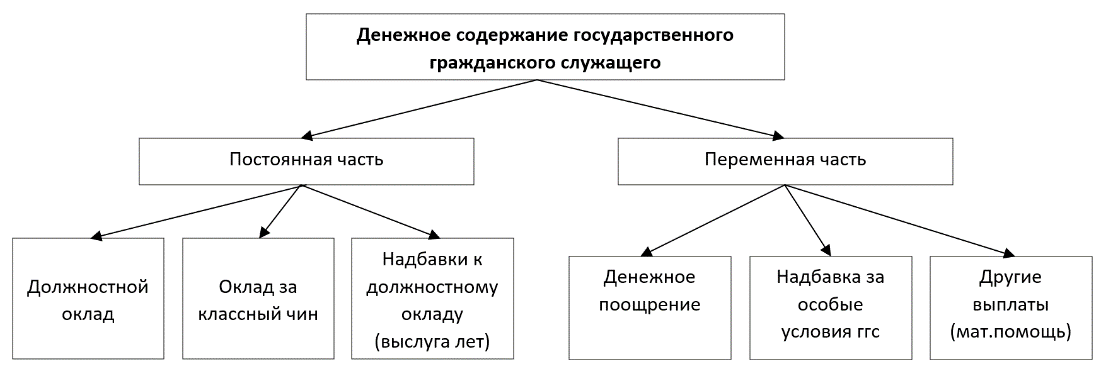 Денежное содержание государственного
гражданского служащего
Постоянная часть
Переменная часть
Должностной
оклад
Оклад за
классный чин
Надбавки к
должностному
окладу
(выслуга лет)
Денежное
поощрение
Надбавка за
особые
условия ггс
Другие
выплаты
(мат.помощь)